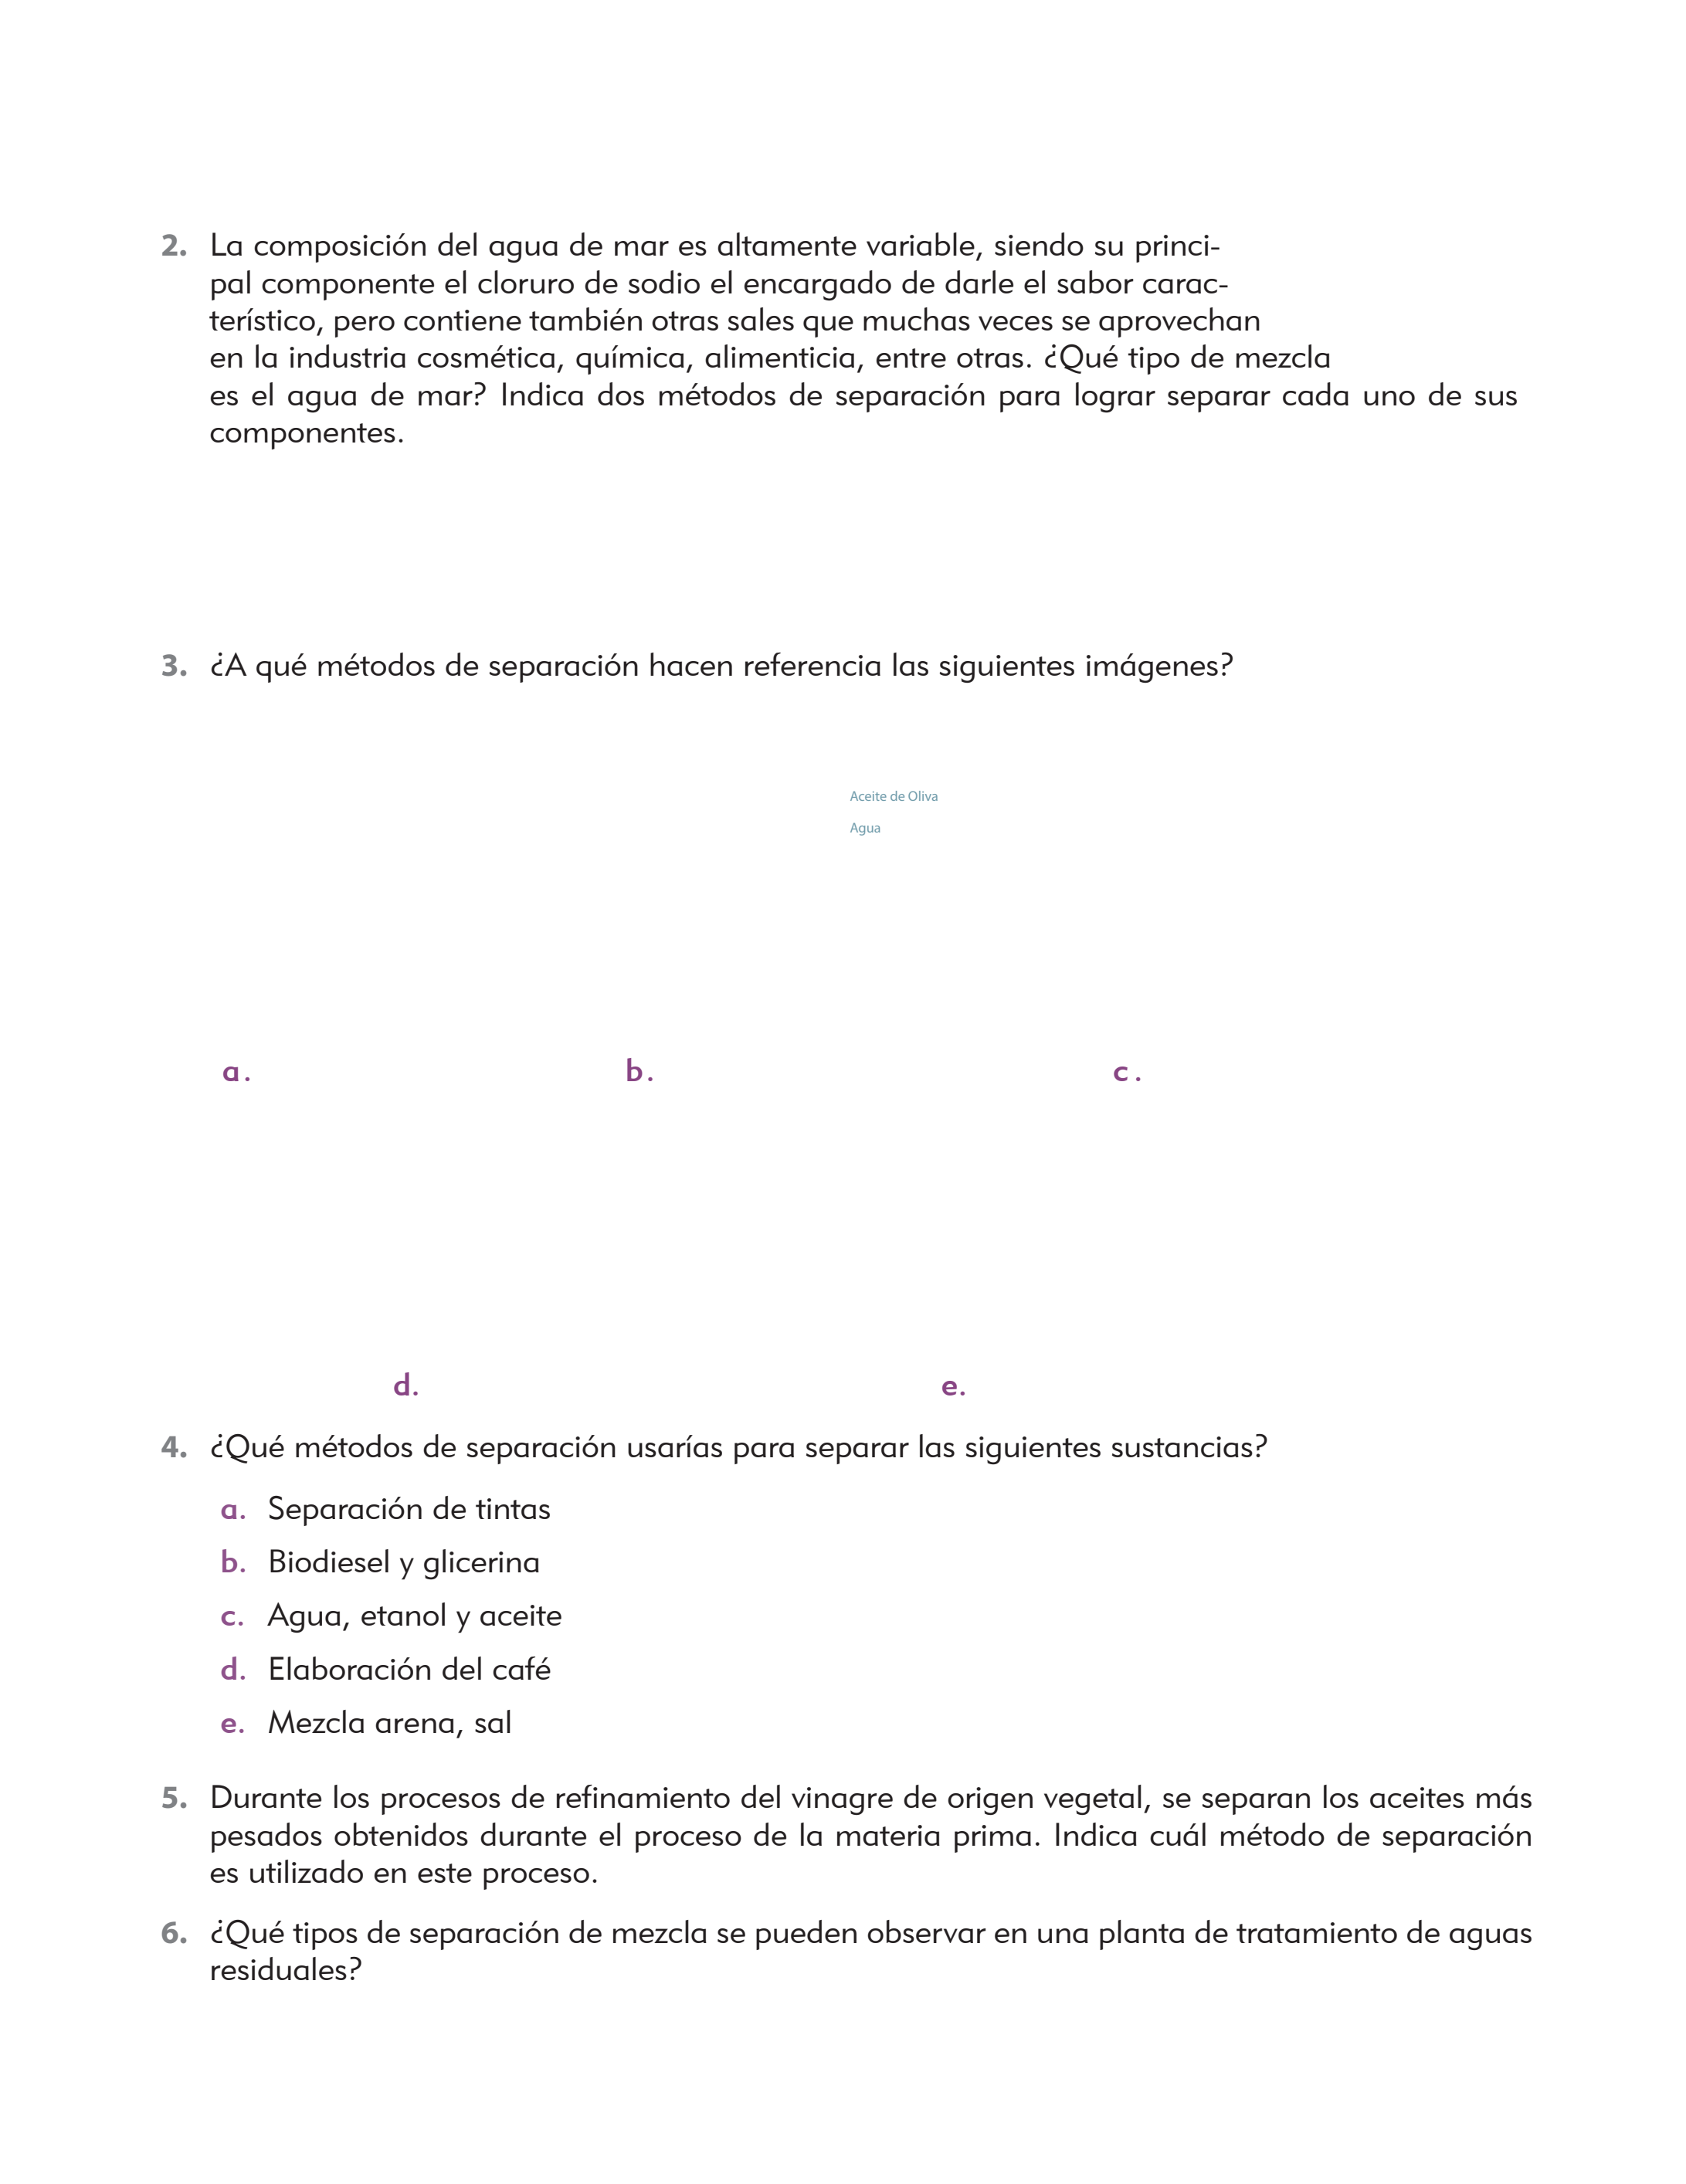 2. La composición del agua de mar es altamente variable, siendo su princi-
pal componente el cloruro de sodio el encargado de darle el sabor carac-
terístico, pero contiene también otras sales que muchas veces se aprovechan
en la industria cosmética, química, alimenticia, entre otras. ¿Qué tipo de mezcla
es el agua de mar? Indica dos métodos de separación para lograr separar cada uno de sus
componentes.
3. ¿A qué métodos de separación hacen referencia las siguientes imágenes?
Aceite de Oliva
Agua
a. b. c.
d. e.
4. ¿Qué métodos de separación usarías para separar las siguientes sustancias?
a. Separación de tintas
b. Biodiesel y glicerina
c. Agua, etanol y aceite
d. Elaboración del café
e. Mezcla arena, sal
5. Durante los procesos de refinamiento del vinagre de origen vegetal, se separan los aceites más
pesados obtenidos durante el proceso de la materia prima. Indica cuál método de separación
es utilizado en este proceso.
6. ¿Qué tipos de separación de mezcla se pueden observar en una planta de tratamiento de aguas
residuales?